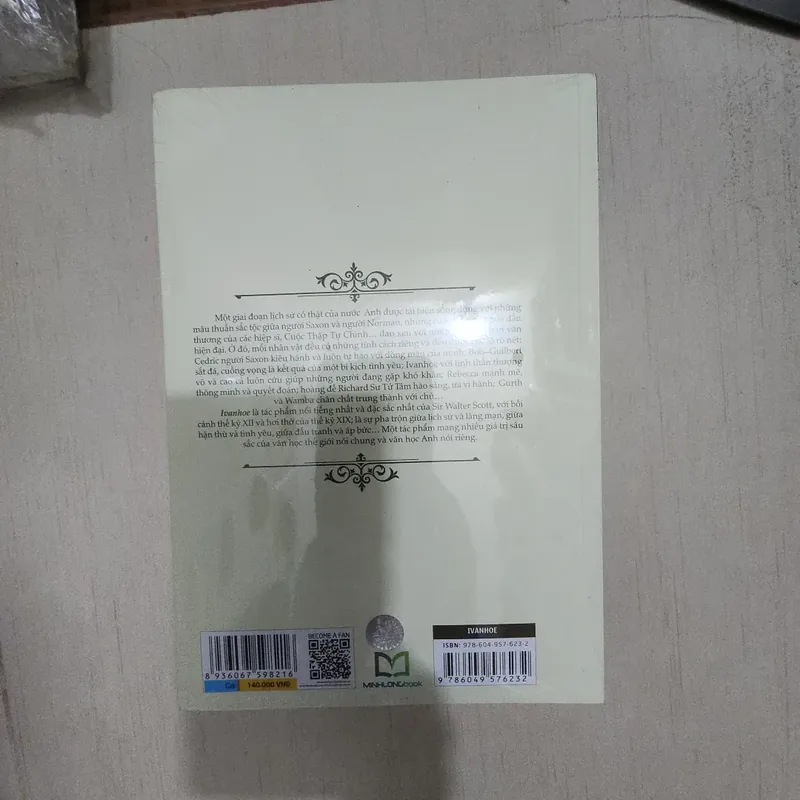 Một giai đoạn lịch sử có thật của nước Anh được tái hiện sống động với những
mâu thuẫn sắc tộc giữa người Saxon và người Norman, những
thương của các hiệp sĩ, Cuộc Thập Tự Chinh… đan xen với văn
hiện đại. Ở đó, mỗi nhân vật đều có những tính cách riêng và rõ nét:
Cedric người Saxon kiêu hãnh và luôn tự hào với dòng máu của mình; Bois-Guilbert
sắt đá, cuồng vọng là kết quả của một bi kịch tình yêu; Ivanhoe với tinh thần thượng
võ và cao cả luôn cứu giúp những người đang gặp khó khăn; Rebecca mạnh mẽ,
thông minh và quyết đoán; hoàng đế Richard Sư Tử Tâm hào sảng, ưa vi hành; Gurth
và Wamba chân chất trung thành với chủ…
Ivanhoe là tác phẩm nổi tiếng nhất và đặc sắc nhất của Sir Walter Scott, với bối
cảnh thế kỷ XII và hơi thở của thế kỷ XIX; là sự pha trộn giữa lịch sử và lãng mạn, giữa
hận thù và tình yêu, giữa đấu tranh và áp bức… Một tác phẩm mang nhiều giá trị sâu
sắc của văn học thế giới nói chung và văn học Anh nói riêng.
8 936067 598216
Giá 140.000 VNĐ
BECOME A FAN
MINHLONGbook
IVANHOE
ISBN: 978-604-957-623-2
9 786049 576232